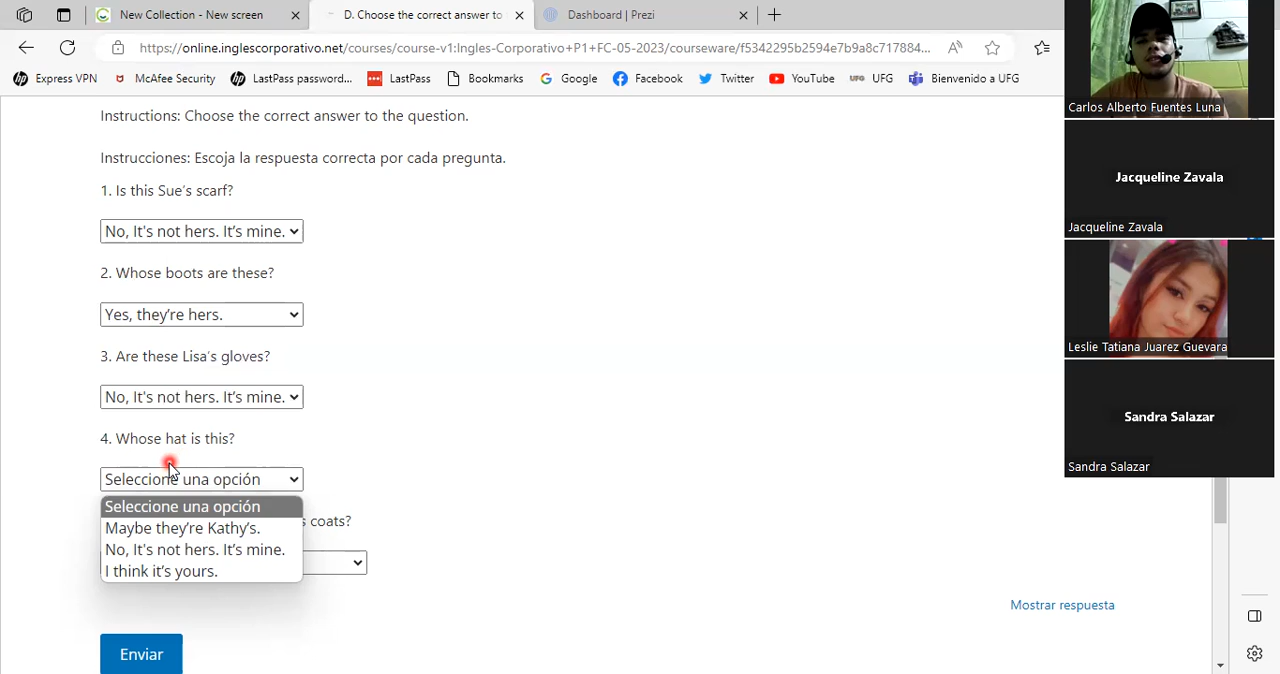 New Collection - New screen
D. Choose the correct answer to
Dashboard | Prezi
https://online.inglescorporativo.net/courses/course-v1:Ingles-Corporativo+P1+FC-05-2023/courseware/f5342295b2594e7b9a8c717884...
Express VPN
McAfee Security
LastPass password...
LastPass
Bookmarks
Google
Facebook
Twitter
YouTube
UFG
UFG
Bienvenido a UFG
Instructions: Choose the correct answer to the question.
Instrucciones: Escoja la respuesta correcta por cada pregunta.
1. Is this Sue's scarf?
No, It's not hers. It's mine.
2. Whose boots are these?
Yes, they're hers.
3. Are these Lisa's gloves?
No, It's not hers. It's mine.
4. Whose hat is this?
Seleccione una opción
Seleccione una opción
Maybe they're Kathy's.
No, It's not hers. It's mine.
I think it's yours.
s coats?
Mostrar respuesta
Enviar
Carlos Alberto Fuentes Luna
Jacqueline Zavala
Jacqueline Zavala
Leslie Tatiana Juarez Guevara
Sandra Salazar
Sandra Salazar